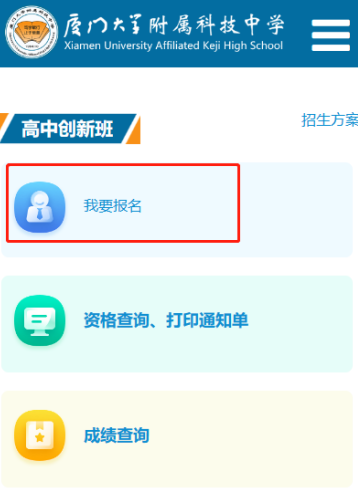 厦门大学附属科技中学
Xiamen University Affiliated Keji High School
高中创新班
招生方案
我要报名
资格查询、打印通知单
成绩查询